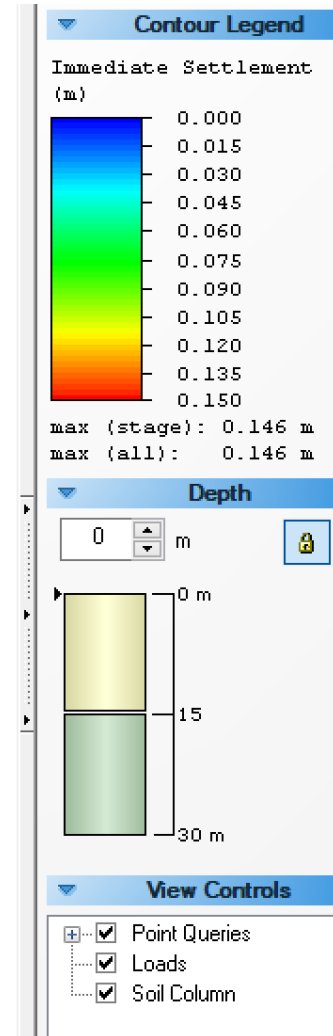 Contour Legend
Immediate Settlement
(m)
0.000
0.015
0.030
0.045
0.060
0.075
0.090
0.105
0.120
0.135
0.150
max (stage): 0.146 m
max (all): 0.146 m
Depth
0 m
0 m
15
30 m
View Controls
Point Queries
Loads
Soil Column